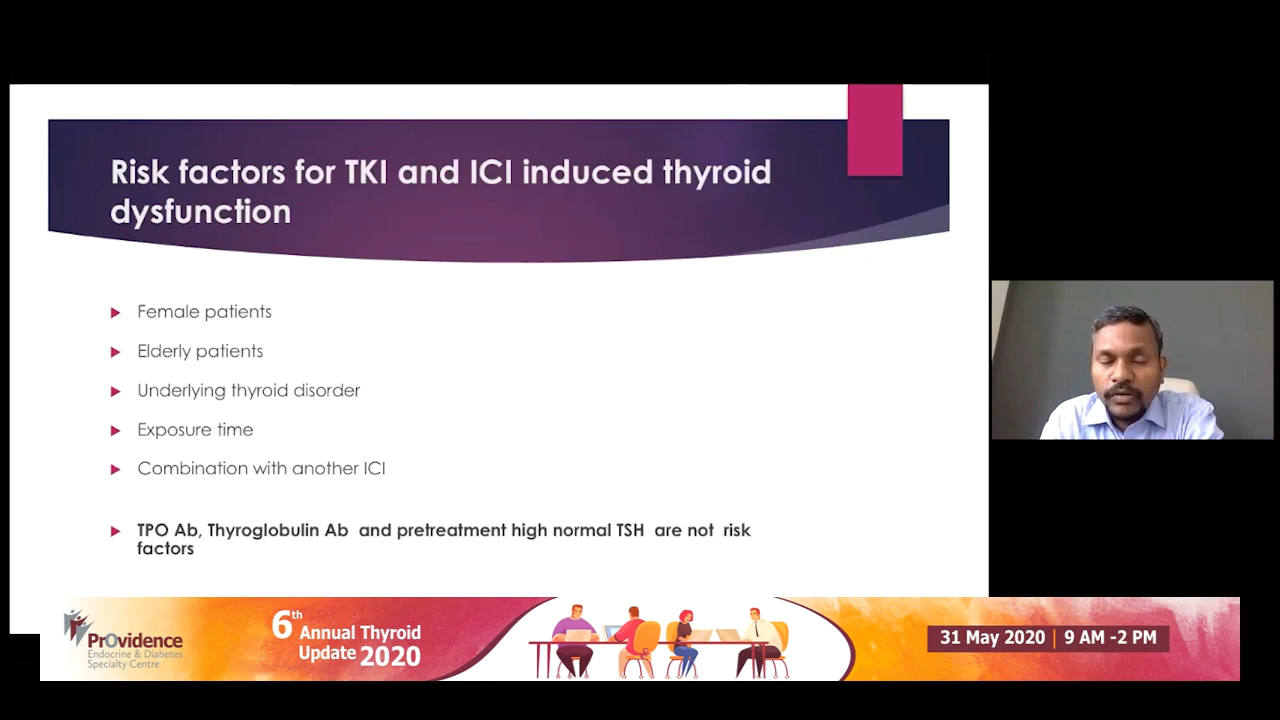 Risk factors for TKI and ICI induced thyroid
dysfunction
Female patients
Elderly patients
Underlying thyroid disorder
Exposure time
Combination with another ICI
TPO Ab, Thyroglobulin Ab and pretreatment high normal TSH are not risk
factors
PrOvidence
Endocrine & Diabetes
Specialty Centre
6th Annual Thyroid
Update 2020
31 May 2020 | 9 AM -2 PM